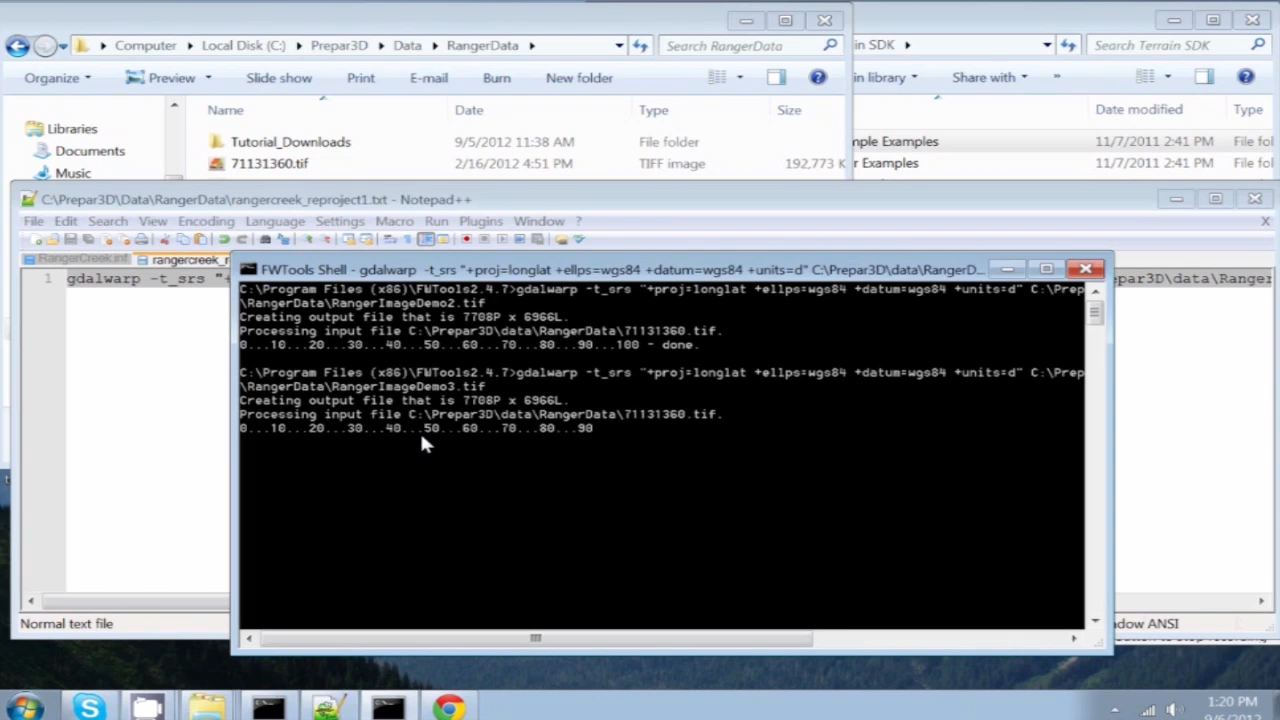 Computer ▸ Local Disk (C:) ▸ Prepar3D ▸ Data ▸ RangerData ▸
Search RangerData
in SDK ▸
Search Terrain SDK
Organize
Preview
Slide show
Print
E-mail
Burn
New folder
in library
Share with
»
Name
Date
Type
Size
Date modified
Type
Libraries
Documents
Music
Tutorial_Downloads
9/5/2012 11:38 AM
File folder
71131360.tif
2/16/2012 4:51 PM
TIFF image
192,773 K
mple Examples
11/7/2011 2:41 PM
File fo
r Examples
11/7/2011 2:41 PM
File fo
C:\Prepar3D\Data\RangerData\rangercreek_reproject1.txt - Notepad++
File Edit Search View Encoding Language Settings Macro Run Plugins Window ?
X
RangerCreek.inf
rangercreek_r
1
gdalwarp -t_srs "+
epar3D\data\Ranger
FWTools Shell - gdalwarp -t_srs "+proj=longlat +ellps=wgs84 +datum=wgs84 +units=d" C:\Prepar3D\data\RangerD...
C:\Program Files (x86)\FWTools2.4.7>gdalwarp -t_srs "+proj=longlat +ellps=wgs84 +datum=wgs84 +units=d" C:\Prep
\RangerData\RangerImageDemo2.tif
Creating output file that is 7708P x 6966L.
Processing input file C:\Prepar3D\data\RangerData\71131360.tif.
0...10...20...30...40...50...60...70...80...90...100 - done.
C:\Program Files (x86)\FWTools2.4.7>gdalwarp -t_srs "+proj=longlat +ellps=wgs84 +datum=wgs84 +units=d" C:\Prep
\RangerData\RangerImageDemo3.tif
Creating output file that is 7708P x 6966L.
Processing input file C:\Prepar3D\data\RangerData\71131360.tif.
0...10...20...30...40...50...60...70...80...90
Normal text file
dow ANSI
1:20 PM